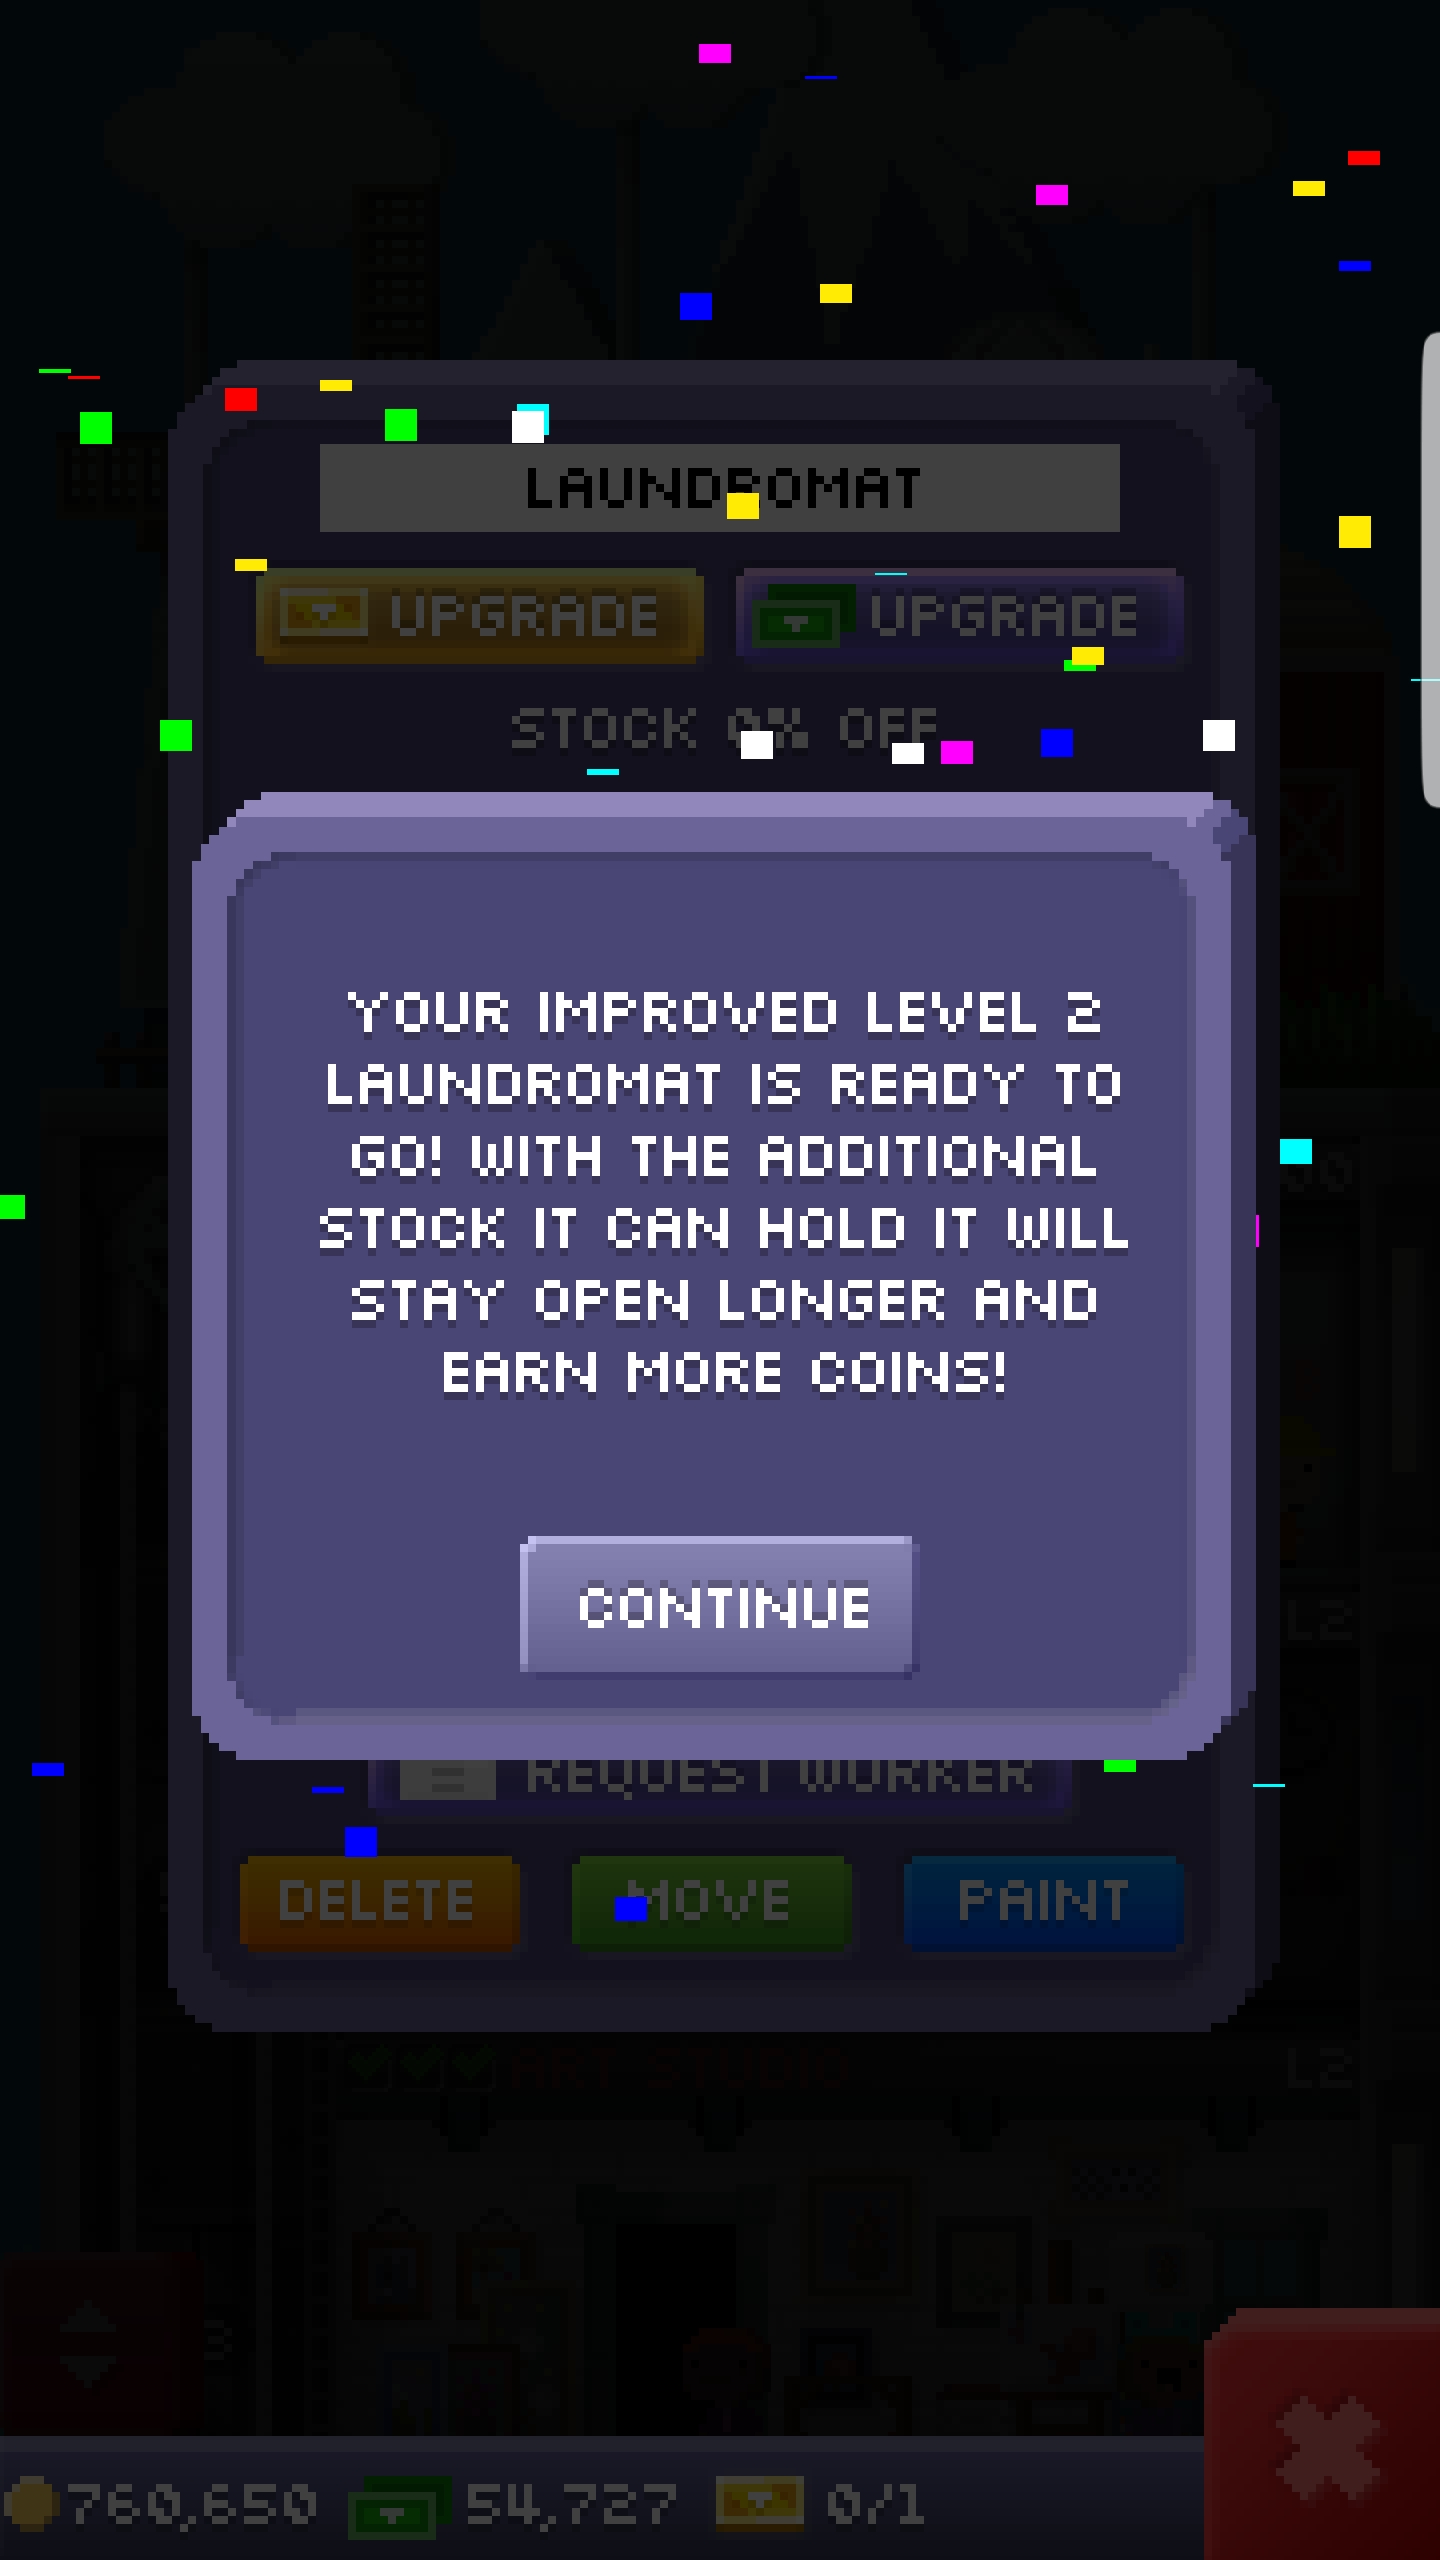 LAUNDROMAT
UPGRADE UPGRADE
STOCK 0% OFF
YOUR IMPROVED LEVEL 2
LAUNDROMAT IS READY TO
GO! WITH THE ADDITIONAL
STOCK IT CAN HOLD IT WILL
STAY OPEN LONGER AND
EARN MORE COINS!
CONTINUE
L2
REQUEST WORKER
DELETE MOVE PAINT
ART STUDIO L2
760,650 54,727 0/1